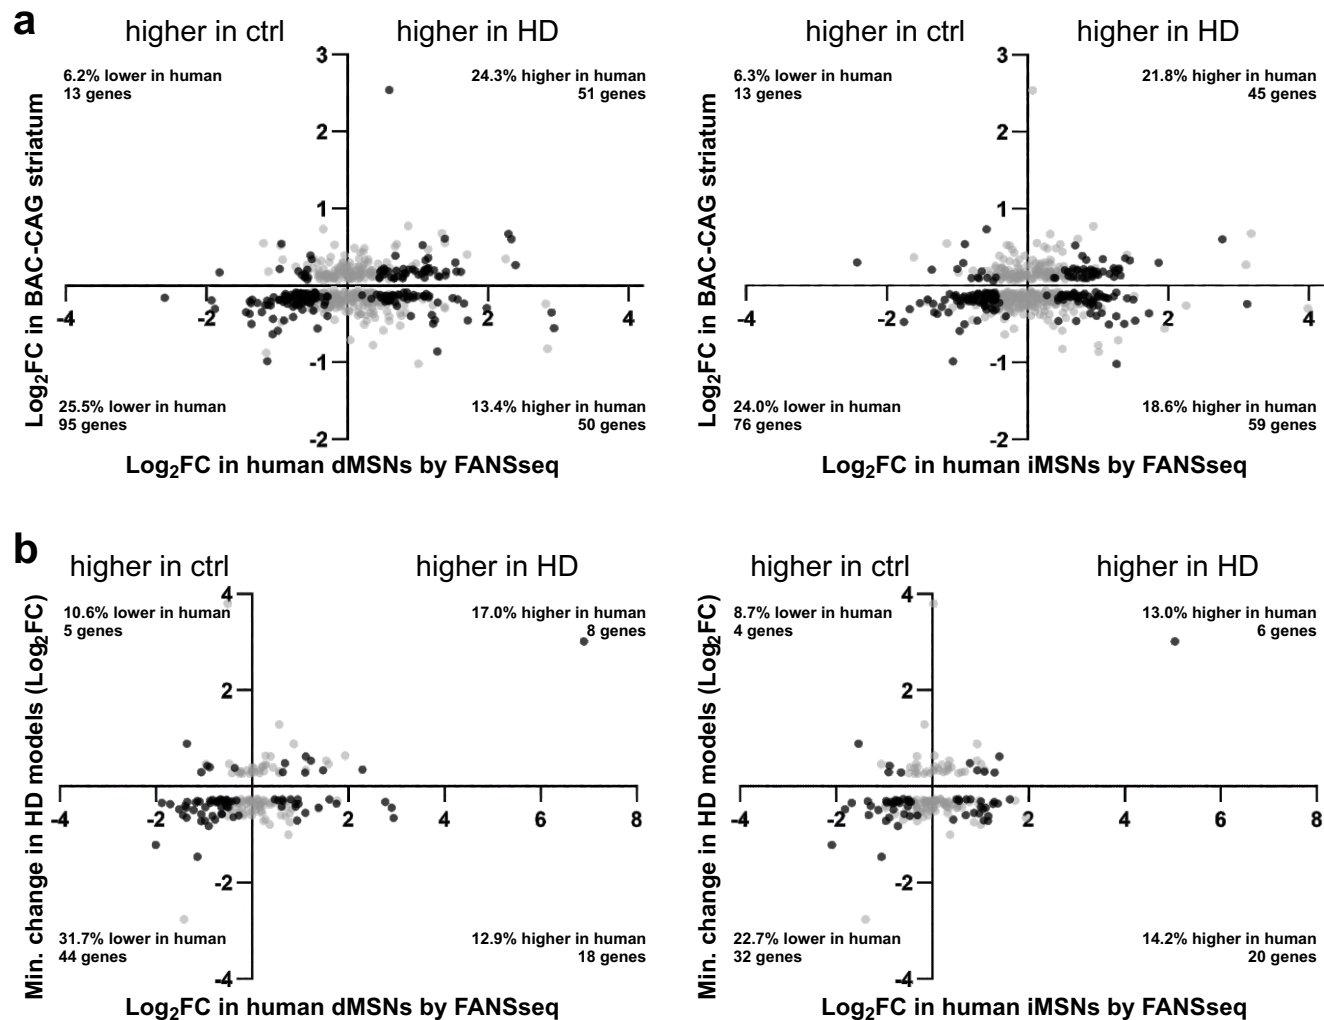 a
higher in ctrl
higher in HD
higher in ctrl
higher in HD
6.2% lower in human
13 genes
24.3% higher in human
51 genes
6.3% lower in human
13 genes
21.8% higher in human
45 genes
Log2FC in BAC-CAG striatum
3
2
1
-1
-2
-4
-2
2
4
25.5% lower in human
95 genes
13.4% higher in human
50 genes
Log2FC in human dMSNs by FANSseq
Log2FC in BAC-CAG striatum
3
2
1
-1
-2
-4
-2
2
4
24.0% lower in human
76 genes
18.6% higher in human
59 genes
Log2FC in human iMSNs by FANSseq
b
higher in ctrl
higher in HD
higher in ctrl
higher in HD
10.6% lower in human
5 genes
17.0% higher in human
8 genes
8.7% lower in human
4 genes
13.0% higher in human
6 genes
Min. change in HD models (Log2FC)
4
2
-2
-4
-4
-2
2
4
6
8
31.7% lower in human
44 genes
12.9% higher in human
18 genes
Log2FC in human dMSNs by FANSseq
Min. change in HD models (Log2FC)
4
2
-2
-4
-4
-2
2
4
6
8
22.7% lower in human
32 genes
14.2% higher in human
20 genes
Log2FC in human iMSNs by FANSseq